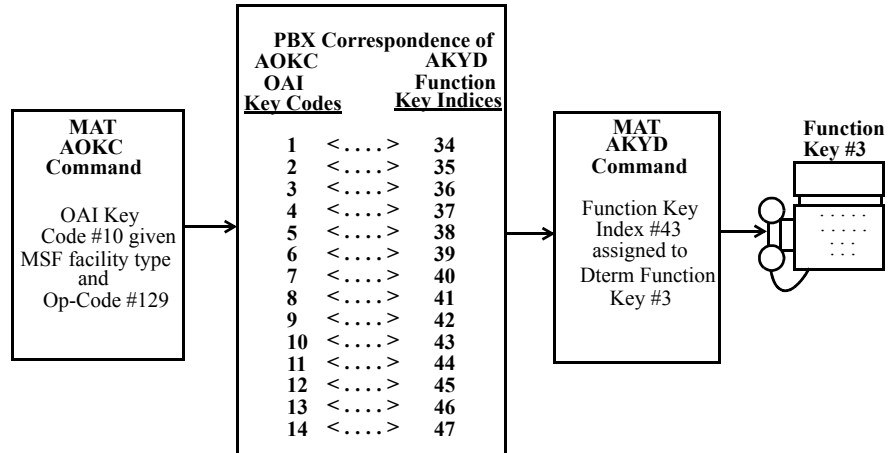 MAT
AOKC
Command
OAI Key
Code #10 given
MSF facility type
and
Op-Code #129
PBX Correspondence of
AOKC AKYD
OAI Function
Key Codes Key Indices
1 <....> 34
2 <....> 35
3 <....> 36
4 <....> 37
5 <....> 38
6 <....> 39
7 <....> 40
8 <....> 41
9 <....> 42
10 <....> 43
11 <....> 44
12 <....> 45
13 <....> 46
14 <....> 47
MAT
AKYD
Command
Function Key
Index #43
assigned to
Dterm Function
Key #3
Function
Key #3